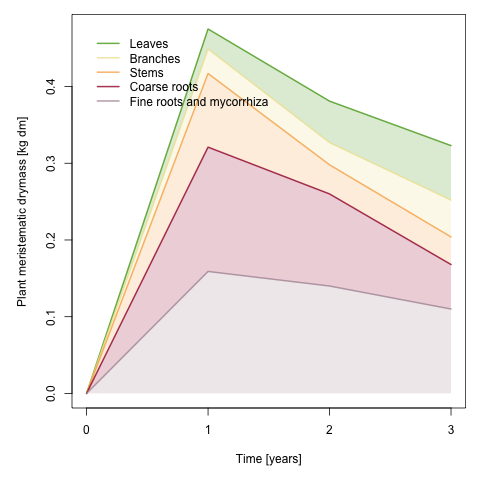 Leaves
Branches
Stems
Coarse roots
Fine roots and mycorrhiza
Plant meristematic drymass [kg dm]
0.4
0.3
0.2
0.1
0.0
0 1 2 3
Time [years]